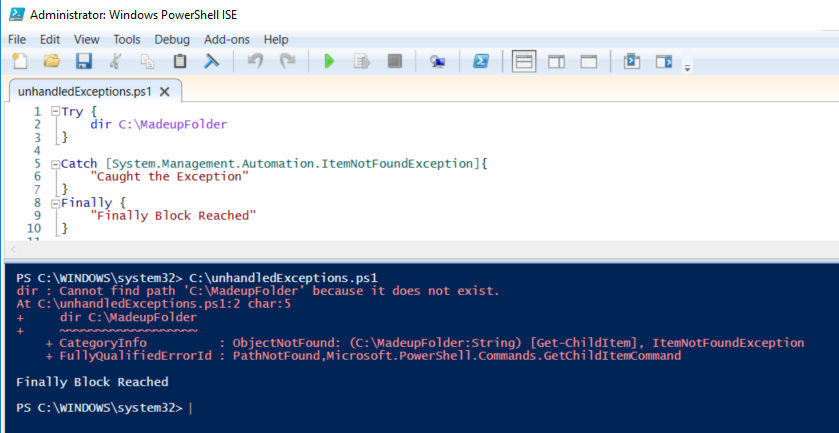 Administrator: Windows PowerShell ISE
File Edit View Tools Debug Add-ons Help
unhandledExceptions.ps1
1 Try {
2 dir C:\MadeupFolder
3 }
4
5 Catch [System.Management.Automation.ItemNotFoundException]{
6 "Caught the Exception"
7 }
8 Finally {
9 "Finally Block Reached"
10 }
11
PS C:\WINDOWS\system32> C:\unhandledExceptions.ps1
dir : Cannot find path 'C:\MadeupFolder' because it does not exist.
At C:\unhandledExceptions.ps1:2 char:5
+ dir C:\MadeupFolder
+ ~~~~~~~~~~~~~~~~~~~
+ CategoryInfo : ObjectNotFound: (C:\MadeupFolder:String) [Get-ChildItem], ItemNotFoundException
+ FullyQualifiedErrorId : PathNotFound,Microsoft.PowerShell.Commands.GetChildItemCommand
Finally Block Reached
PS C:\WINDOWS\system32>